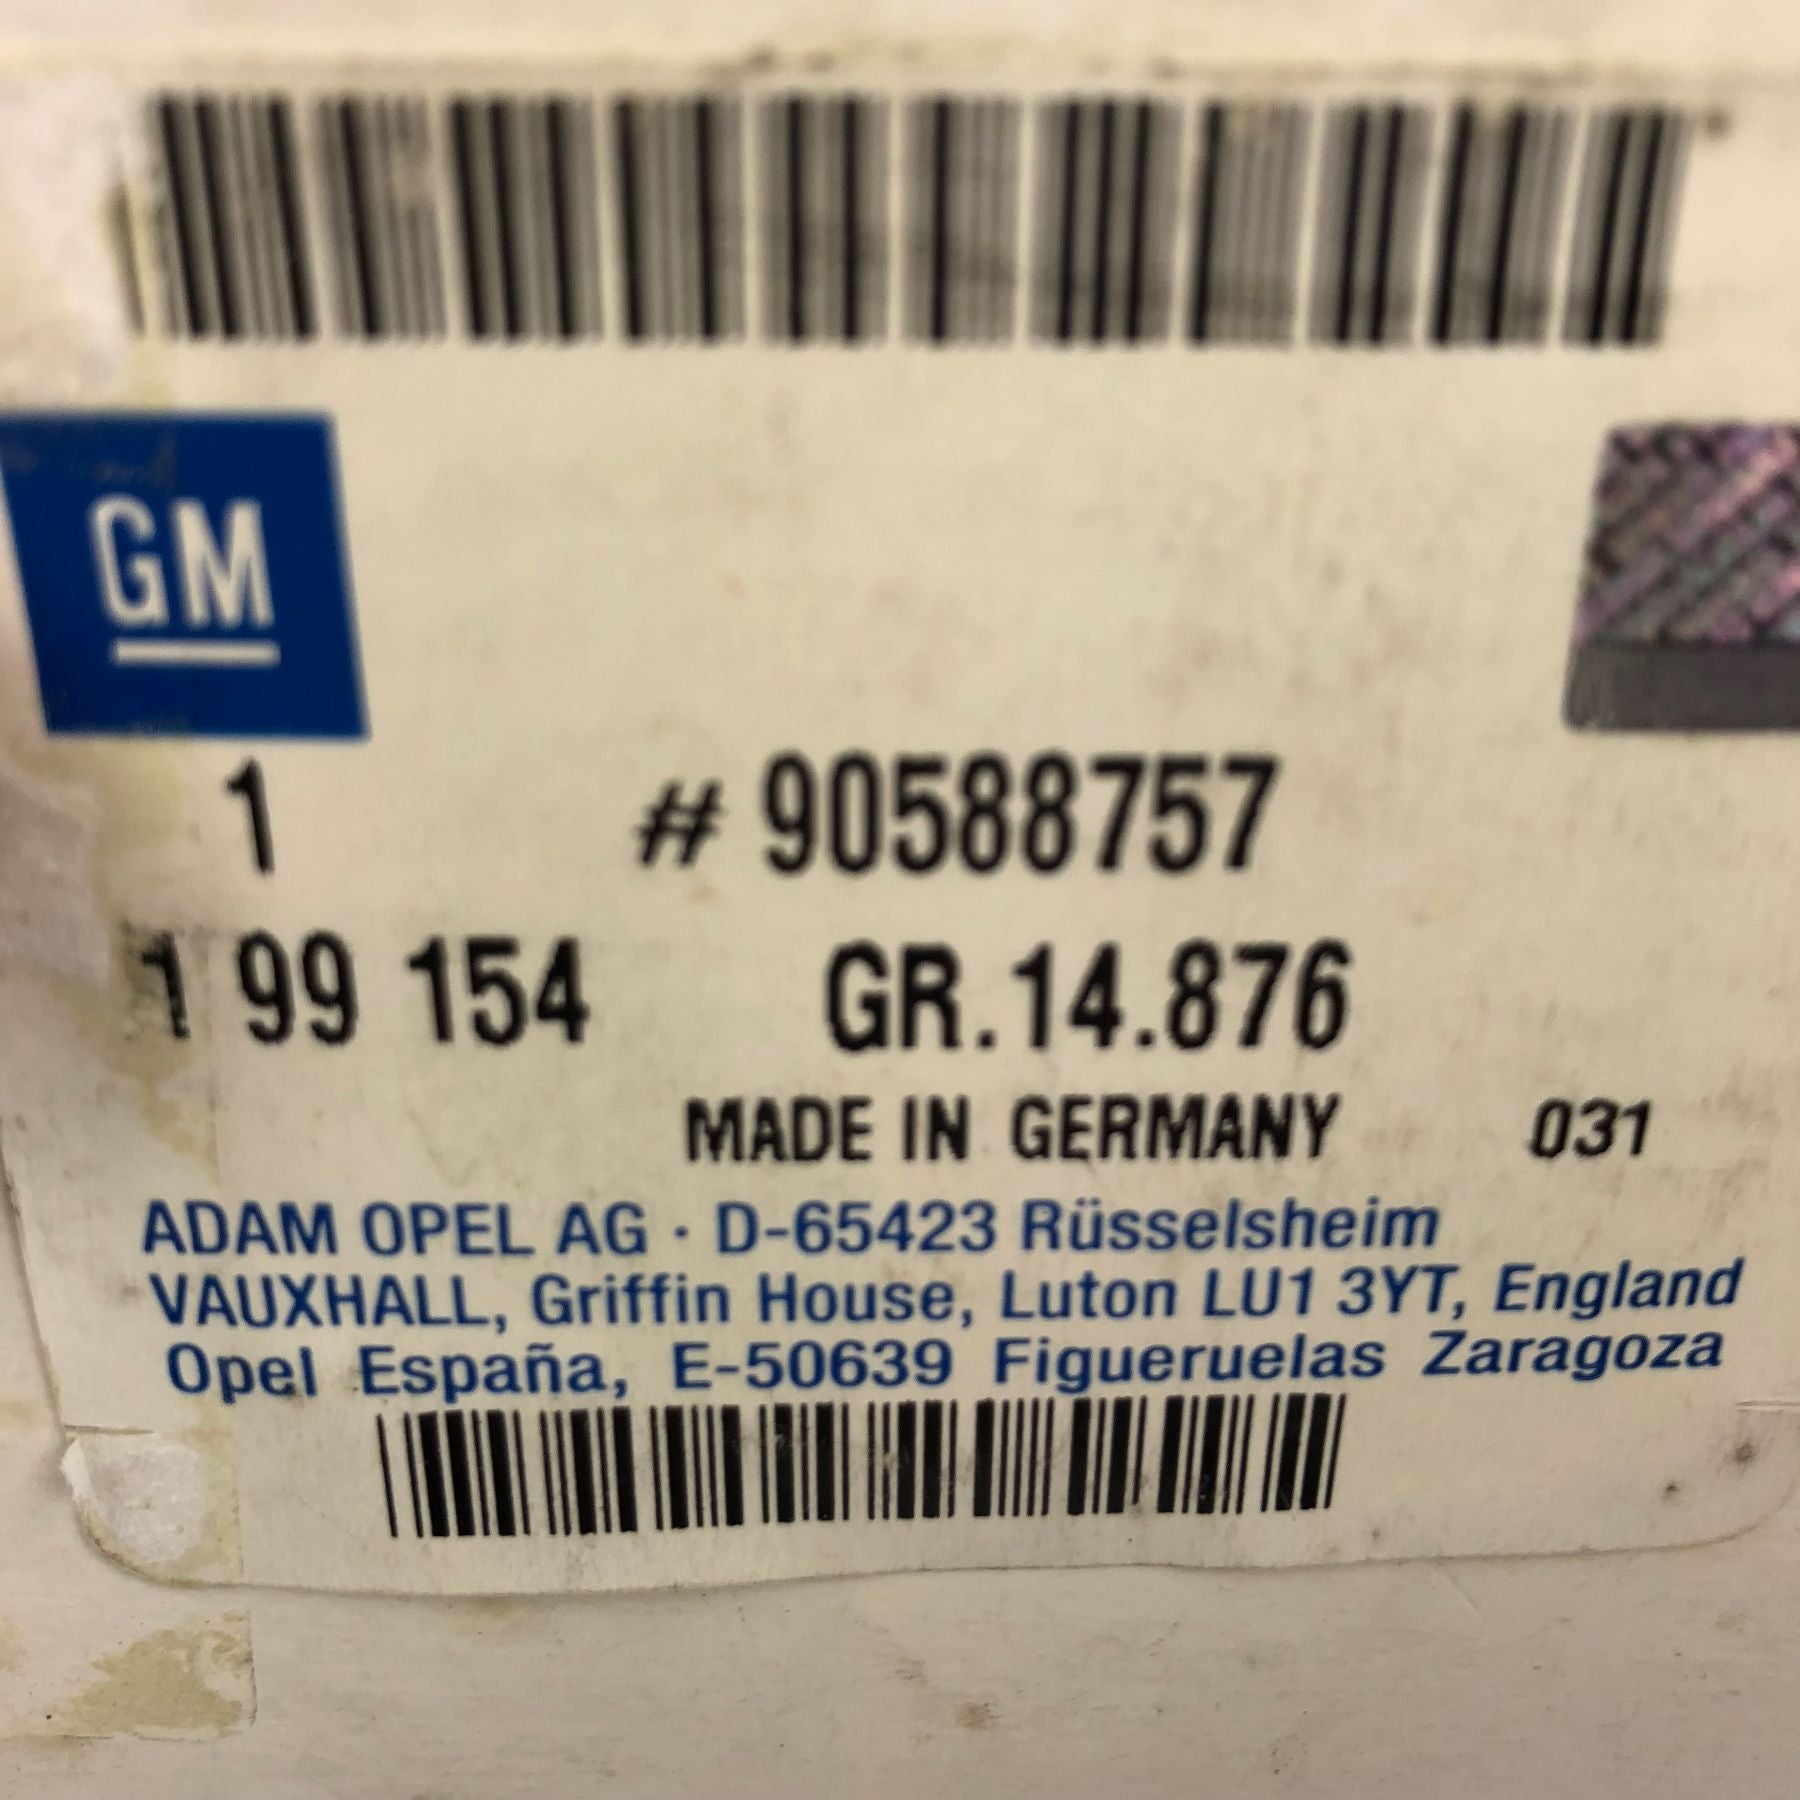 GM
1 # 90588757
1 99 154 GR.14.876
MADE IN GERMANY 031
ADAM OPEL AG · D-65423 Rüsselsheim
VAUXHALL, Griffin House, Luton LU1 3YT, England
Opel España, E-50639 Figueruelas Zaragoza